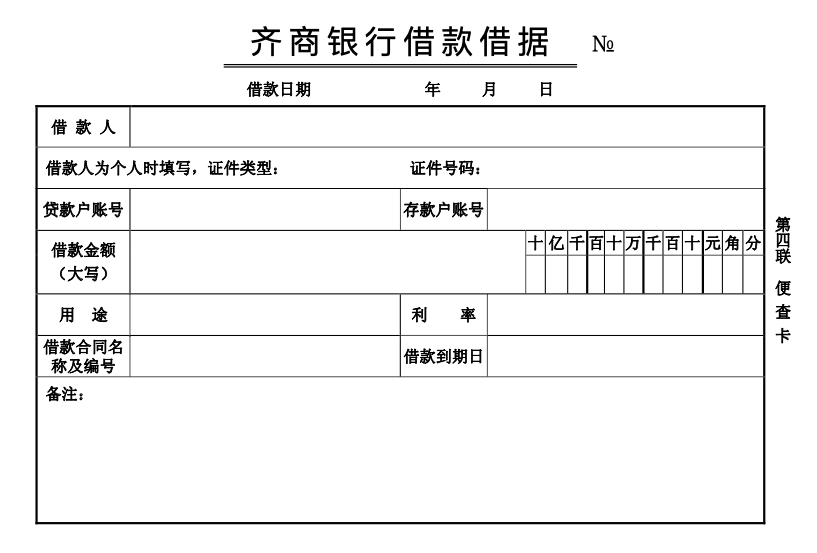 齐商银行借款借据 №
借款日期 年 月 日
借 款 人
借款人为个人时填写，证件类型： 证件号码：
贷款户账号 存款户账号
借款金额
（大写）
十 亿 千 百 十 万 千 百 十 元 角 分
用 途 利 率
借款合同名
称及编号
借款到期日
备注：
第四联 便查卡